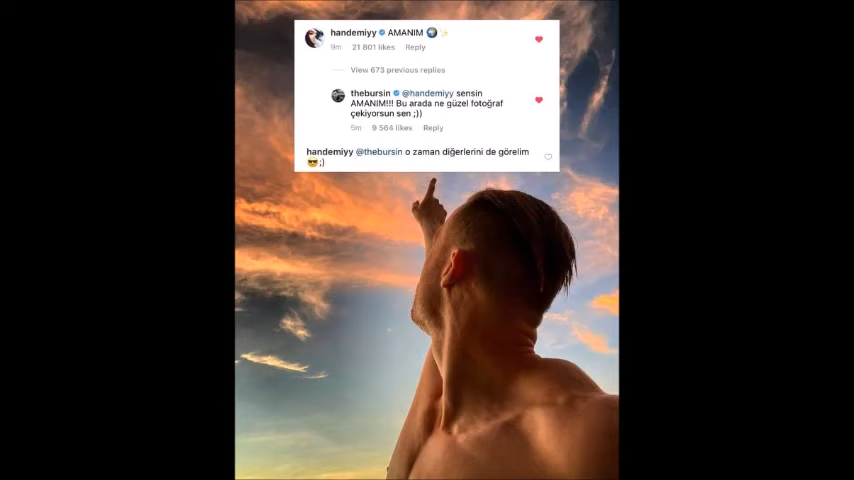 handemiyy AMANIM 🌍✨
9m 21 801 likes Reply
View 673 previous replies
thebursin @handemiyy sensin
AMANIM!!! Bu arada ne güzel fotoğraf
çekiyorsun sen ;))
5m 9 564 likes Reply
handemiyy @thebursin o zaman diğerlerini de görelim
😎;)